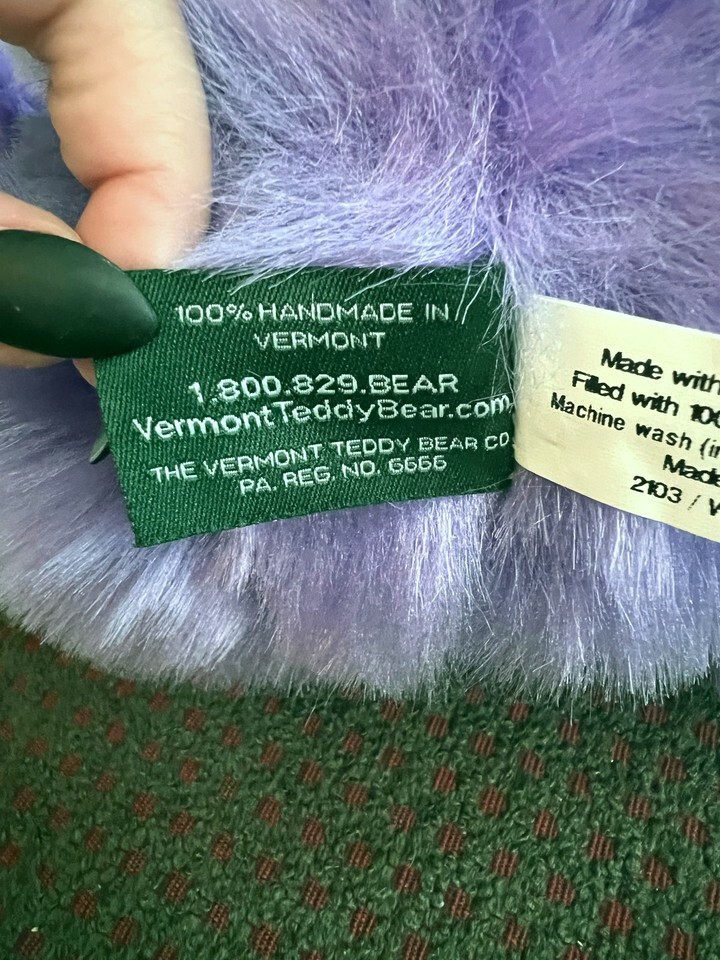 100% HANDMADE IN
VERMONT
1.800.829.BEAR
VermontTeddyBear.com
THE VERMONT TEDDY BEAR CO
PA. REG. NO. 6666
Made with
Filled with
Machine wash
Made
2103 /